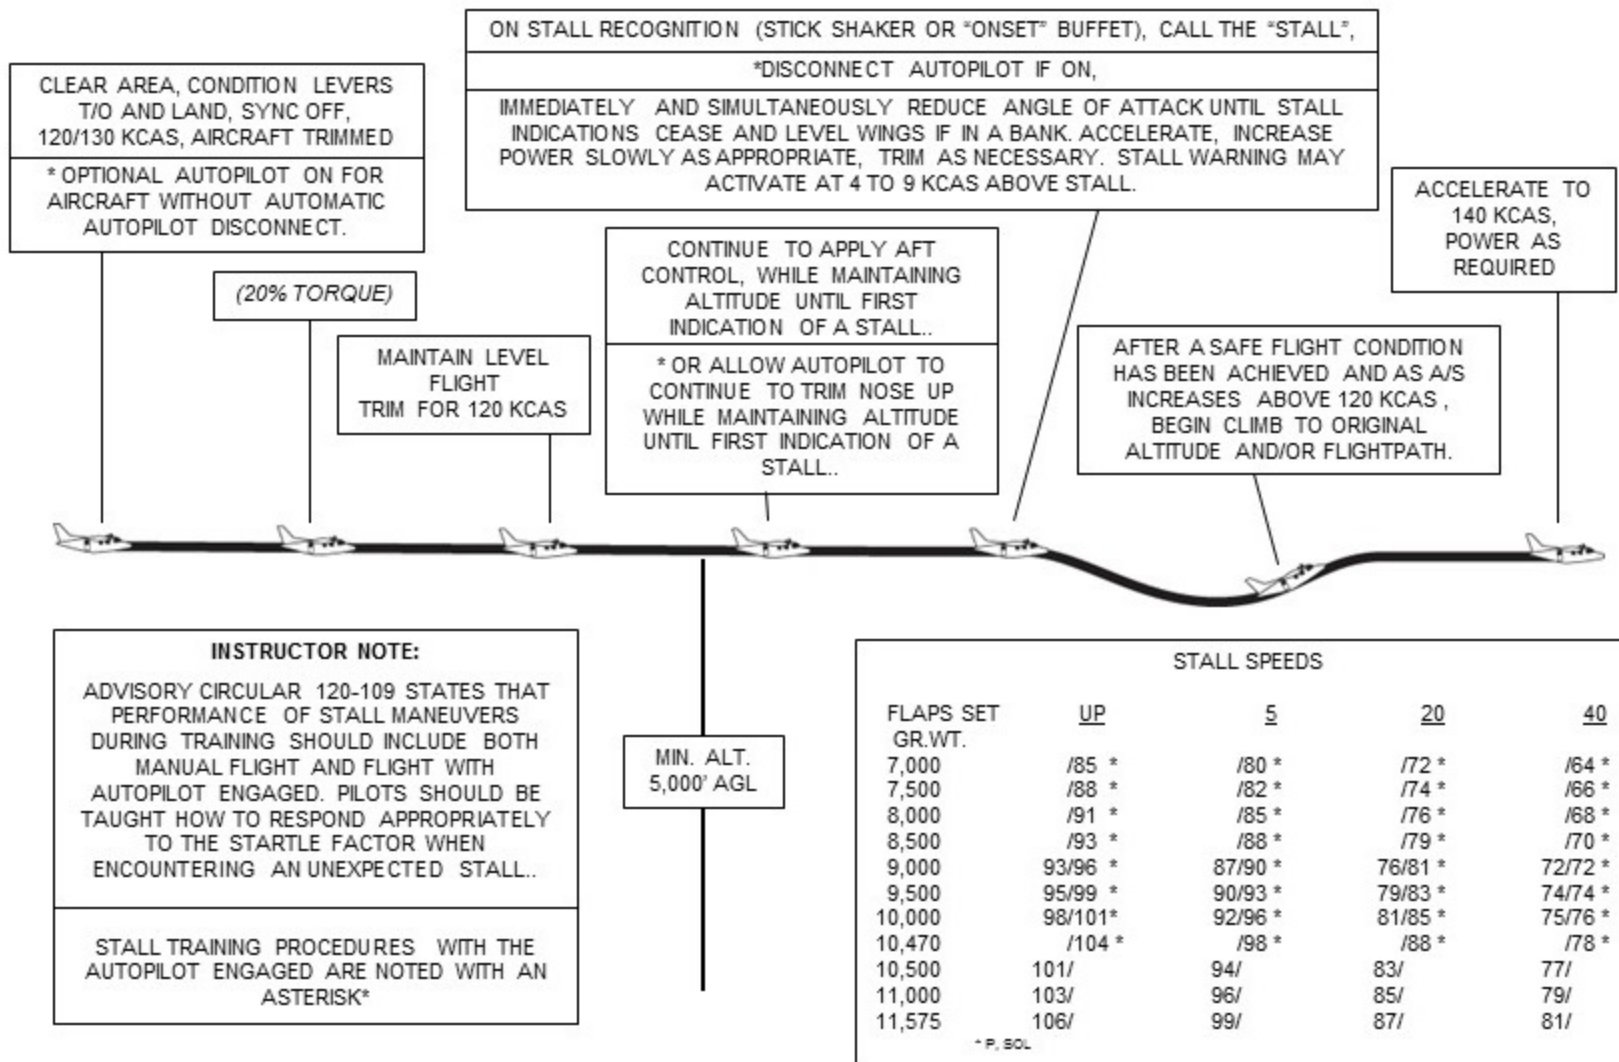 ON STALL RECOGNITION (STICK SHAKER OR "ONSET" BUFFET), CALL THE "STALL",
*DISCONNECT AUTOPILOT IF ON,
IMMEDIATELY AND SIMULTANEOUSLY REDUCE ANGLE OF ATTACK UNTIL STALL
INDICATIONS CEASE AND LEVEL WINGS IF IN A BANK. ACCELERATE, INCREASE
POWER SLOWLY AS APPROPRIATE, TRIM AS NECESSARY. STALL WARNING MAY
ACTIVATE AT 4 TO 9 KCAS ABOVE STALL.
CLEAR AREA, CONDITION LEVERS
T/O AND LAND, SYNC OFF,
120/130 KCAS, AIRCRAFT TRIMMED
* OPTIONAL AUTOPILOT ON FOR
AIRCRAFT WITHOUT AUTOMATIC
AUTOPILOT DISCONNECT.
(20% TORQUE)
MAINTAIN LEVEL
FLIGHT
TRIM FOR 120 KCAS
CONTINUE TO APPLY AFT
CONTROL, WHILE MAINTAINING
ALTITUDE UNTIL FIRST
INDICATION OF A STALL..
* OR ALLOW AUTOPILOT TO
CONTINUE TO TRIM NOSE UP
WHILE MAINTAINING ALTITUDE
UNTIL FIRST INDICATION OF A
STALL..
AFTER A SAFE FLIGHT CONDITION
HAS BEEN ACHIEVED AND AS A/S
INCREASES ABOVE 120 KCAS ,
BEGIN CLIMB TO ORIGINAL
ALTITUDE AND/OR FLIGHTPATH.
ACCELERATE TO
140 KCAS,
POWER AS
REQUIRED
INSTRUCTOR NOTE:
ADVISORY CIRCULAR 120-109 STATES THAT
PERFORMANCE OF STALL MANEUVERS
DURING TRAINING SHOULD INCLUDE BOTH
MANUAL FLIGHT AND FLIGHT WITH
AUTOPILOT ENGAGED. PILOTS SHOULD BE
TAUGHT HOW TO RESPOND APPROPRIATELY
TO THE STARTLE FACTOR WHEN
ENCOUNTERING AN UNEXPECTED STALL..
STALL TRAINING PROCEDURES WITH THE
AUTOPILOT ENGAGED ARE NOTED WITH AN
ASTERISK*
MIN. ALT.
5,000' AGL
STALL SPEEDS
FLAPS SET UP 5 20 40
GR.WT.
7,000 /85 * /80 * /72 * /64 *
7,500 /88 * /82 * /74 * /66 *
8,000 /91 * /85 * /76 * /68 *
8,500 /93 * /88 * /79 * /70 *
9,000 93/96 * 87/90 * 76/81 * 72/72 *
9,500 95/99 * 90/93 * 79/83 * 74/74 *
10,000 98/101* 92/96 * 81/85 * 75/76 *
10,470 /104 * /98 * /88 * /78 *
10,500 101/ 94/ 83/ 77/
11,000 103/ 96/ 85/ 79/
11,575 106/ 99/ 87/ 81/
* P, SOL